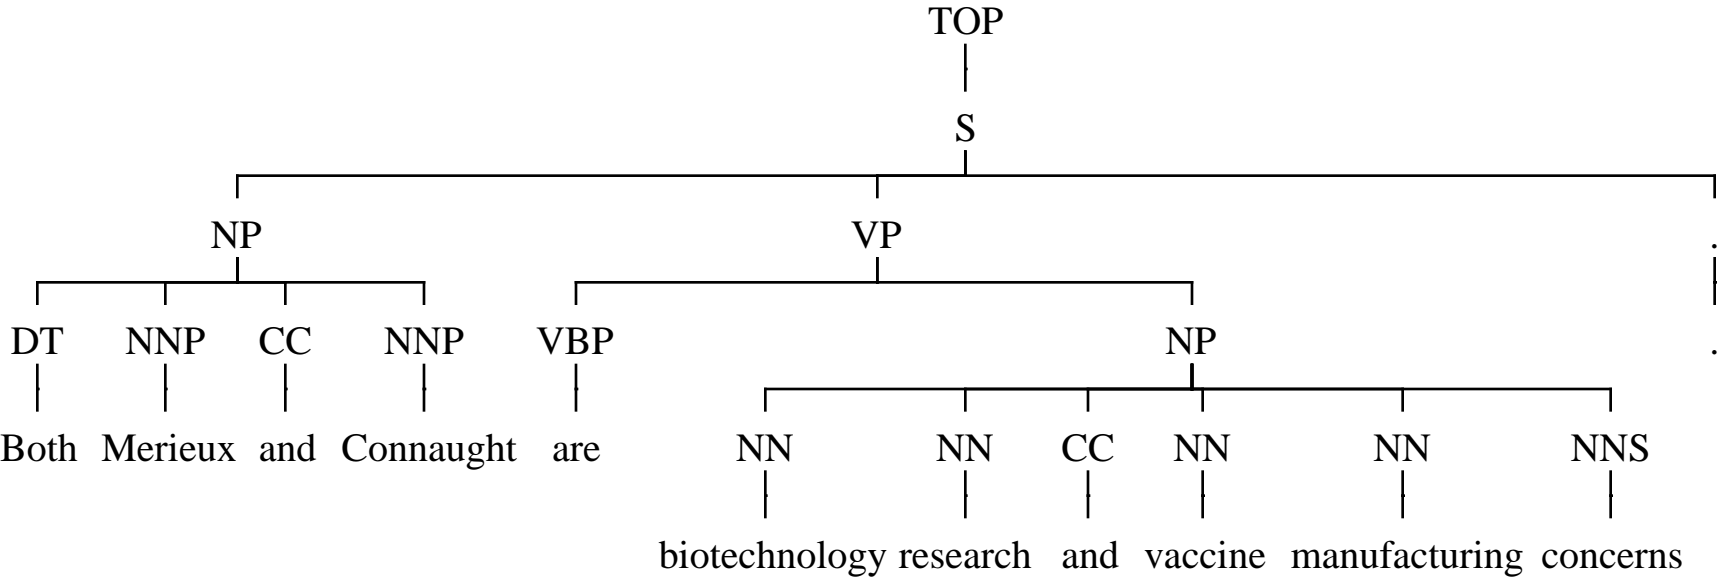 TOP
S
NP VP .
DT NNP CC NNP VBP NP .
Both Merieux and Connaught are NN NN CC NN NN NNS
biotechnology research and vaccine manufacturing concerns